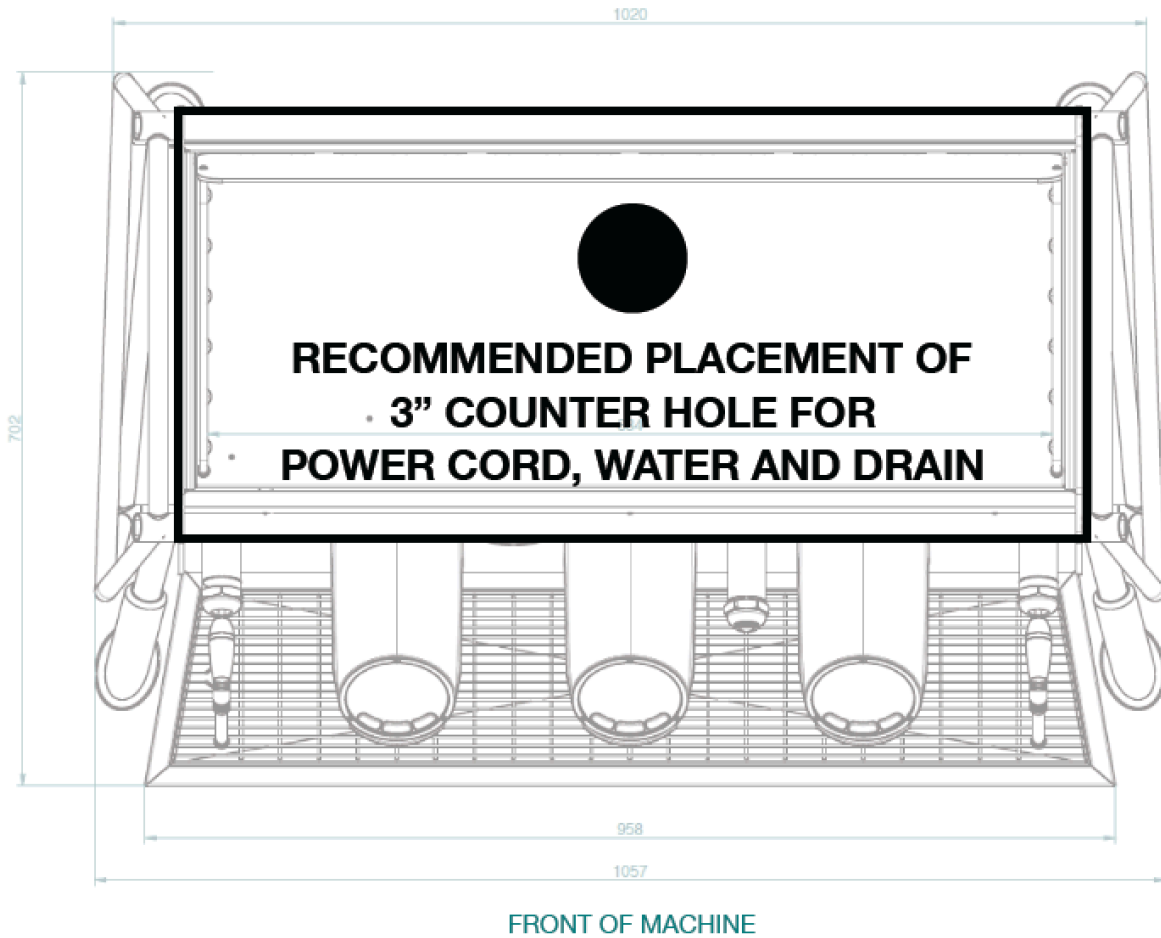 1020
702
RECOMMENDED PLACEMENT OF
3” COUNTER HOLE FOR
POWER CORD, WATER AND DRAIN
958
1057
FRONT OF MACHINE